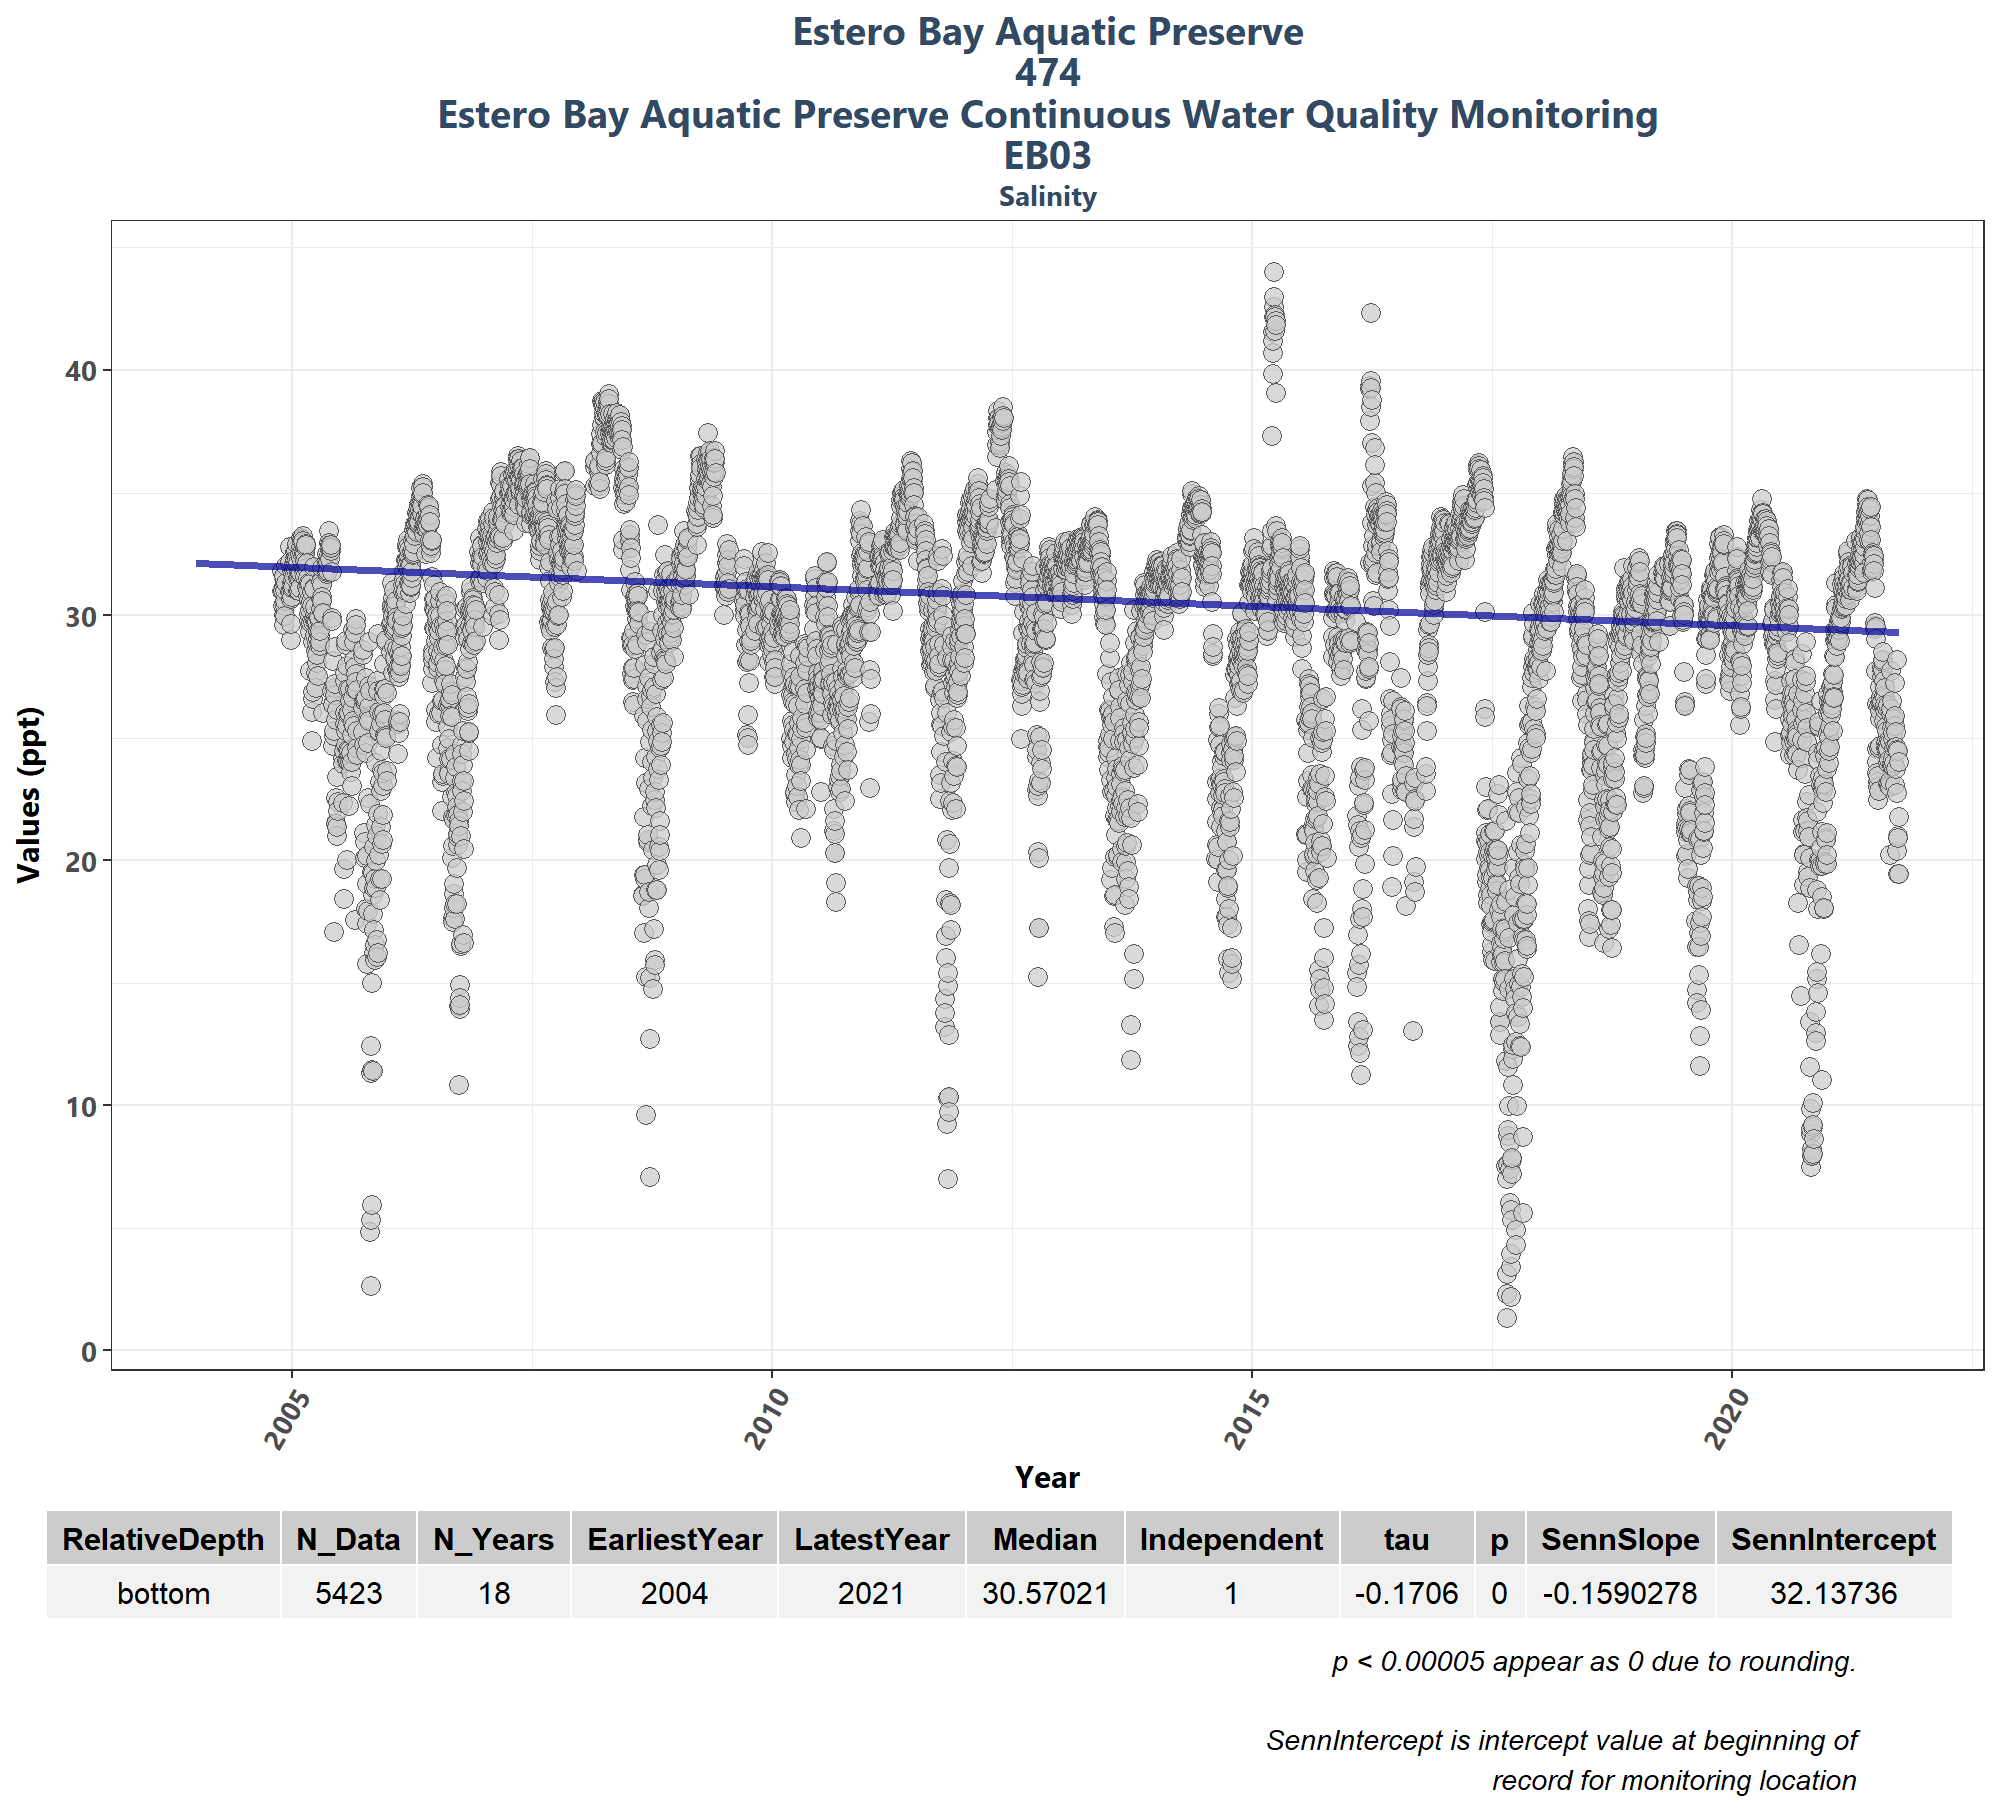 Estero Bay Aquatic Preserve
474
Estero Bay Aquatic Preserve Continuous Water Quality Monitoring
EB03
Salinity
Values (ppt)
40
30
20
10
0
2005
2010
2015
2020
Year
RelativeDepth N_Data N_Years EarliestYear LatestYear Median Independent tau p SennSlope SennIntercept
bottom 5423 18 2004 2021 30.57021 1 -0.1706 0 -0.1590278 32.13736
p < 0.00005 appear as 0 due to rounding.
SennIntercept is intercept value at beginning of
record for monitoring location